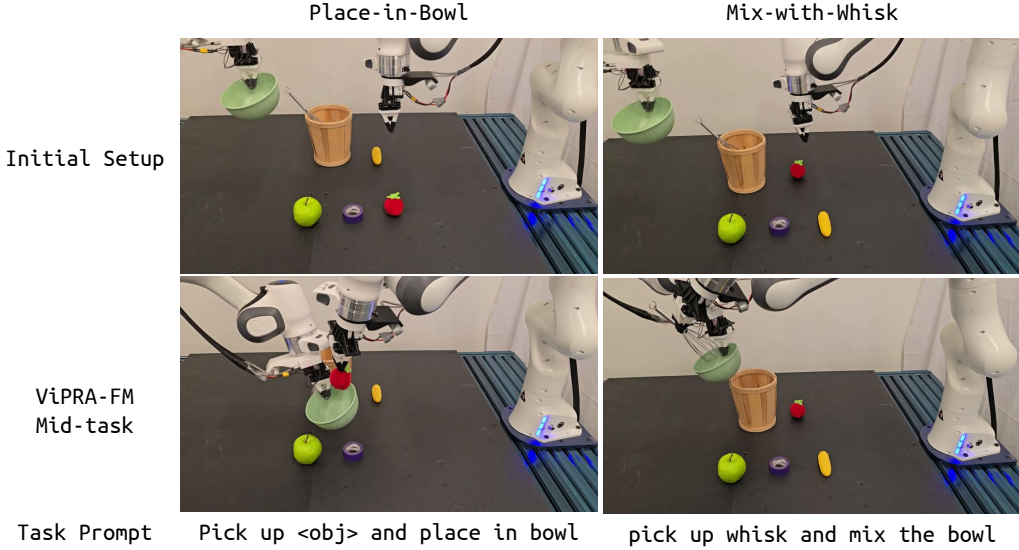 Place-in-Bowl
Mix-with-Whisk
Initial Setup
ViPRA-FM
Mid-task
Task Prompt
Pick up <obj> and place in bowl
pick up whisk and mix the bowl